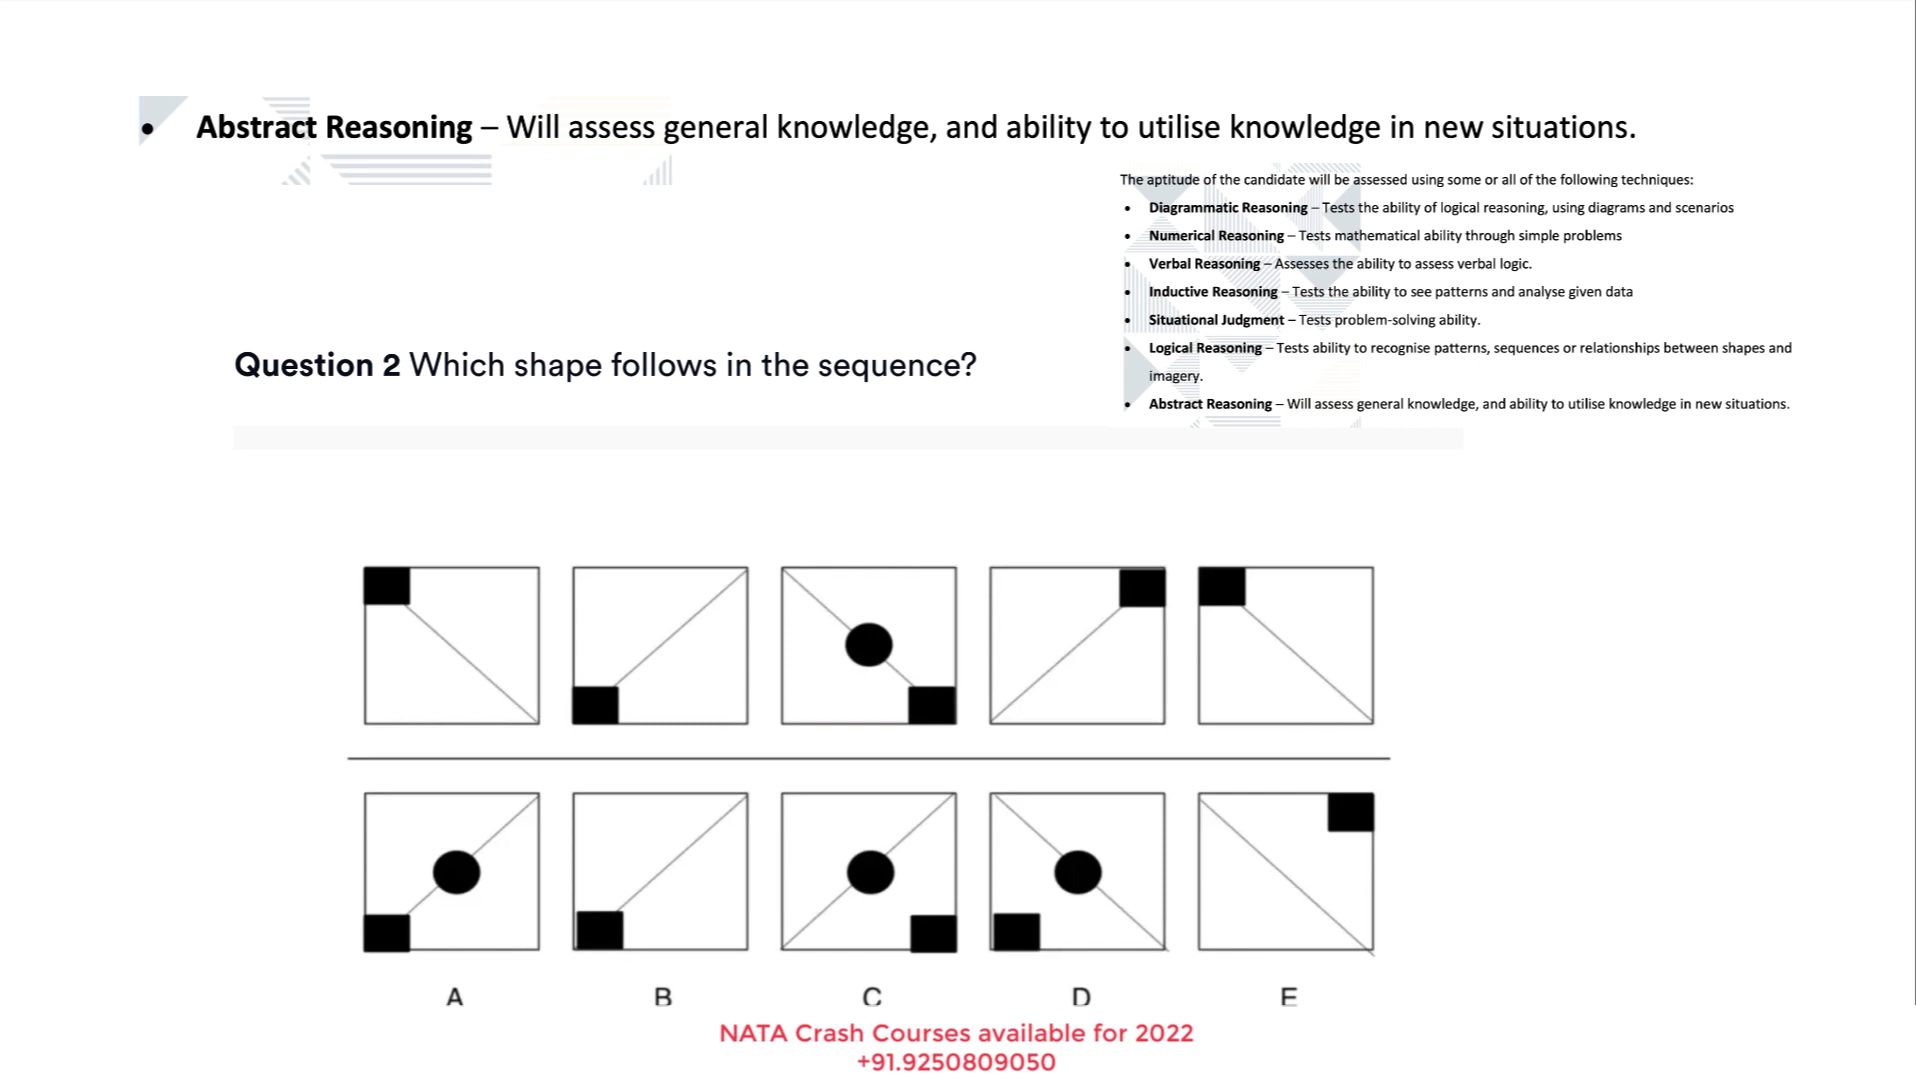 • Abstract Reasoning – Will assess general knowledge, and ability to utilise knowledge in new situations.
The aptitude of the candidate will be assessed using some or all of the following techniques:
• Diagrammatic Reasoning – Tests the ability of logical reasoning, using diagrams and scenarios
• Numerical Reasoning – Tests mathematical ability through simple problems
• Verbal Reasoning – Assesses the ability to assess verbal logic.
• Inductive Reasoning – Tests the ability to see patterns and analyse given data
• Situational Judgment – Tests problem-solving ability.
• Logical Reasoning – Tests ability to recognise patterns, sequences or relationships between shapes and
imagery.
• Abstract Reasoning – Will assess general knowledge, and ability to utilise knowledge in new situations.
Question 2 Which shape follows in the sequence?
A B C D E
NATA Crash Courses available for 2022
+91.9250809050